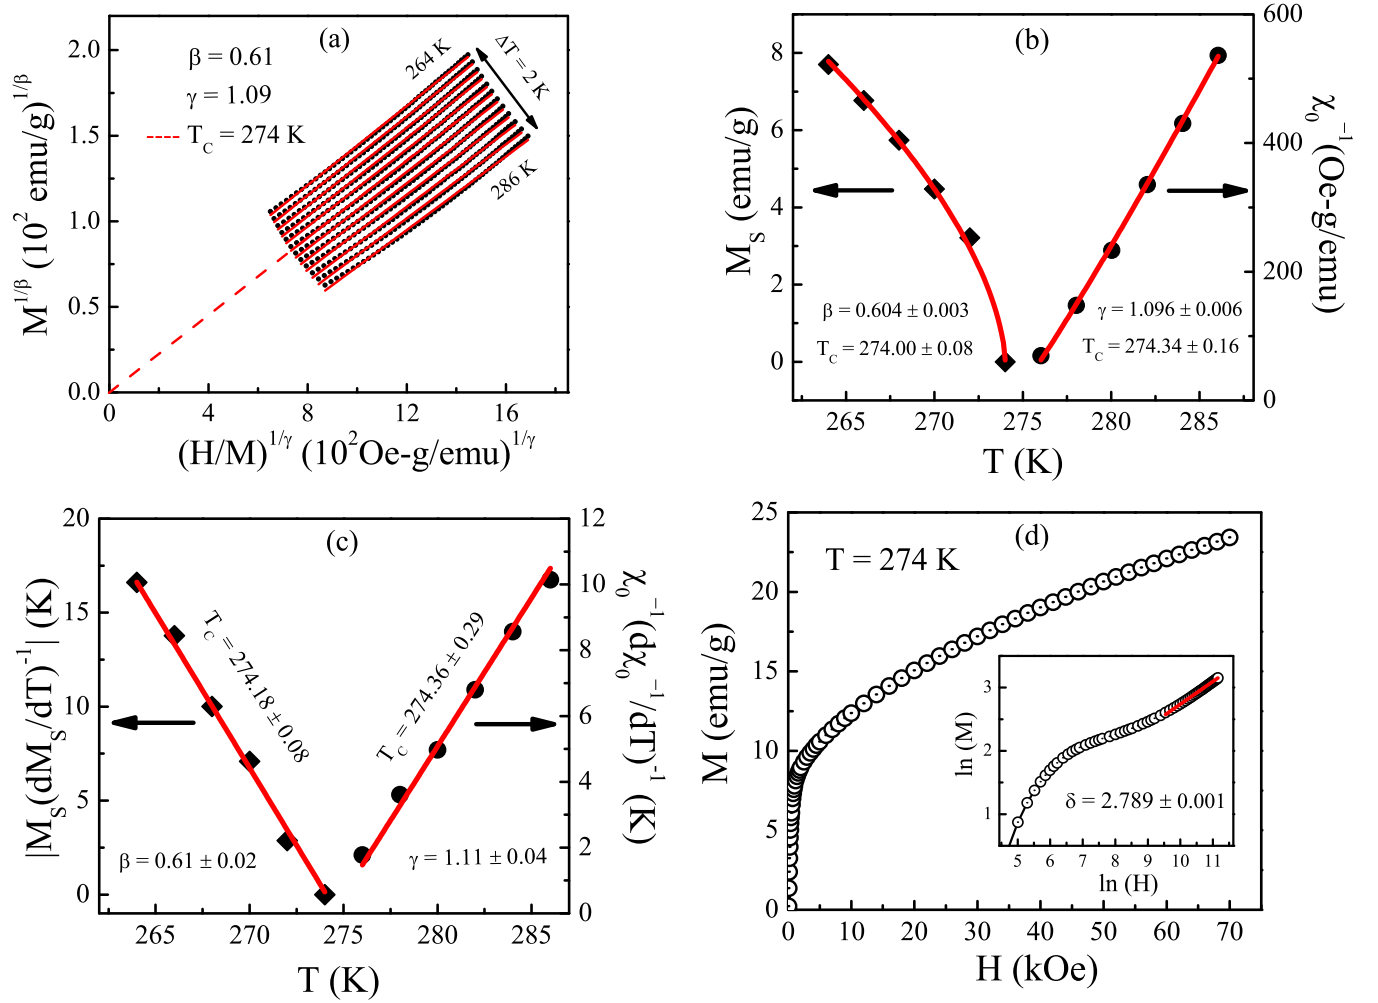 (a)
β = 0.61
γ = 1.09
T_C = 274 K
264 K
ΔT = 2 K
286 K
M^{1/β} (10^2 emu/g)^{1/β}
2.0
1.5
1.0
0.5
0.0
0 4 8 12 16
(H/M)^{1/γ} (10^2Oe-g/emu)^{1/γ}
(b)
M_S (emu/g)
8
6
4
2
0
χ_0^{−1}(Oe-g/emu)
600
400
200
0
β = 0.604 ± 0.003
T_C = 274.00 ± 0.08
γ = 1.096 ± 0.006
T_C = 274.34 ± 0.16
265 270 275 280 285
T (K)
(c)
|M_S(dM_S/dT)^{-1}| (K)
20
15
10
5
0
χ_0^{−1}(dχ_0^{−1}/dT)^{-1} (K)
12
10
8
6
4
2
0
T_C = 274.18 ± 0.08
T_C = 274.36 ± 0.29
β = 0.61 ± 0.02
γ = 1.11 ± 0.04
265 270 275 280 285
T (K)
(d)
T = 274 K
M (emu/g)
25
20
15
10
5
0
0 10 20 30 40 50 60 70
H (kOe)
ln (M)
3
2
1
δ = 2.789 ± 0.001
5 6 7 8 9 10 11
ln (H)